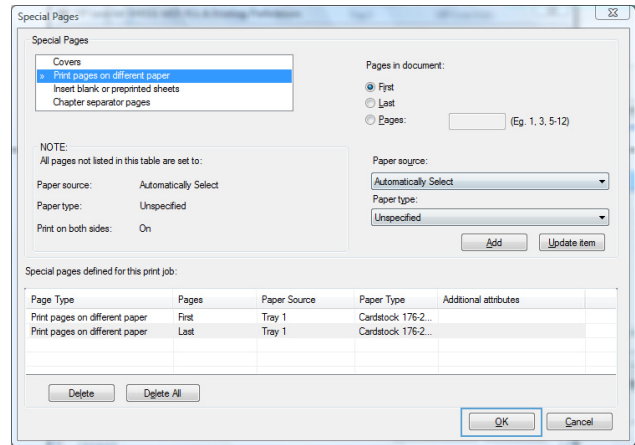 Special Pages
Special Pages
Covers
» Print pages on different paper
Insert blank or preprinted sheets
Chapter separator pages
Pages in document:
First
Last
Pages:
(Eg. 1, 3, 5-12)
NOTE:
All pages not listed in this table are set to:
Paper source: Automatically Select
Paper type: Unspecified
Print on both sides: On
Paper source:
Automatically Select
Paper type:
Unspecified
Add Update item
Special pages defined for this print job:
Page Type Pages Paper Source Paper Type Additional attributes
Print pages on different paper First Tray 1 Cardstock 176-2...
Print pages on different paper Last Tray 1 Cardstock 176-2...
Delete Delete All
OK Cancel